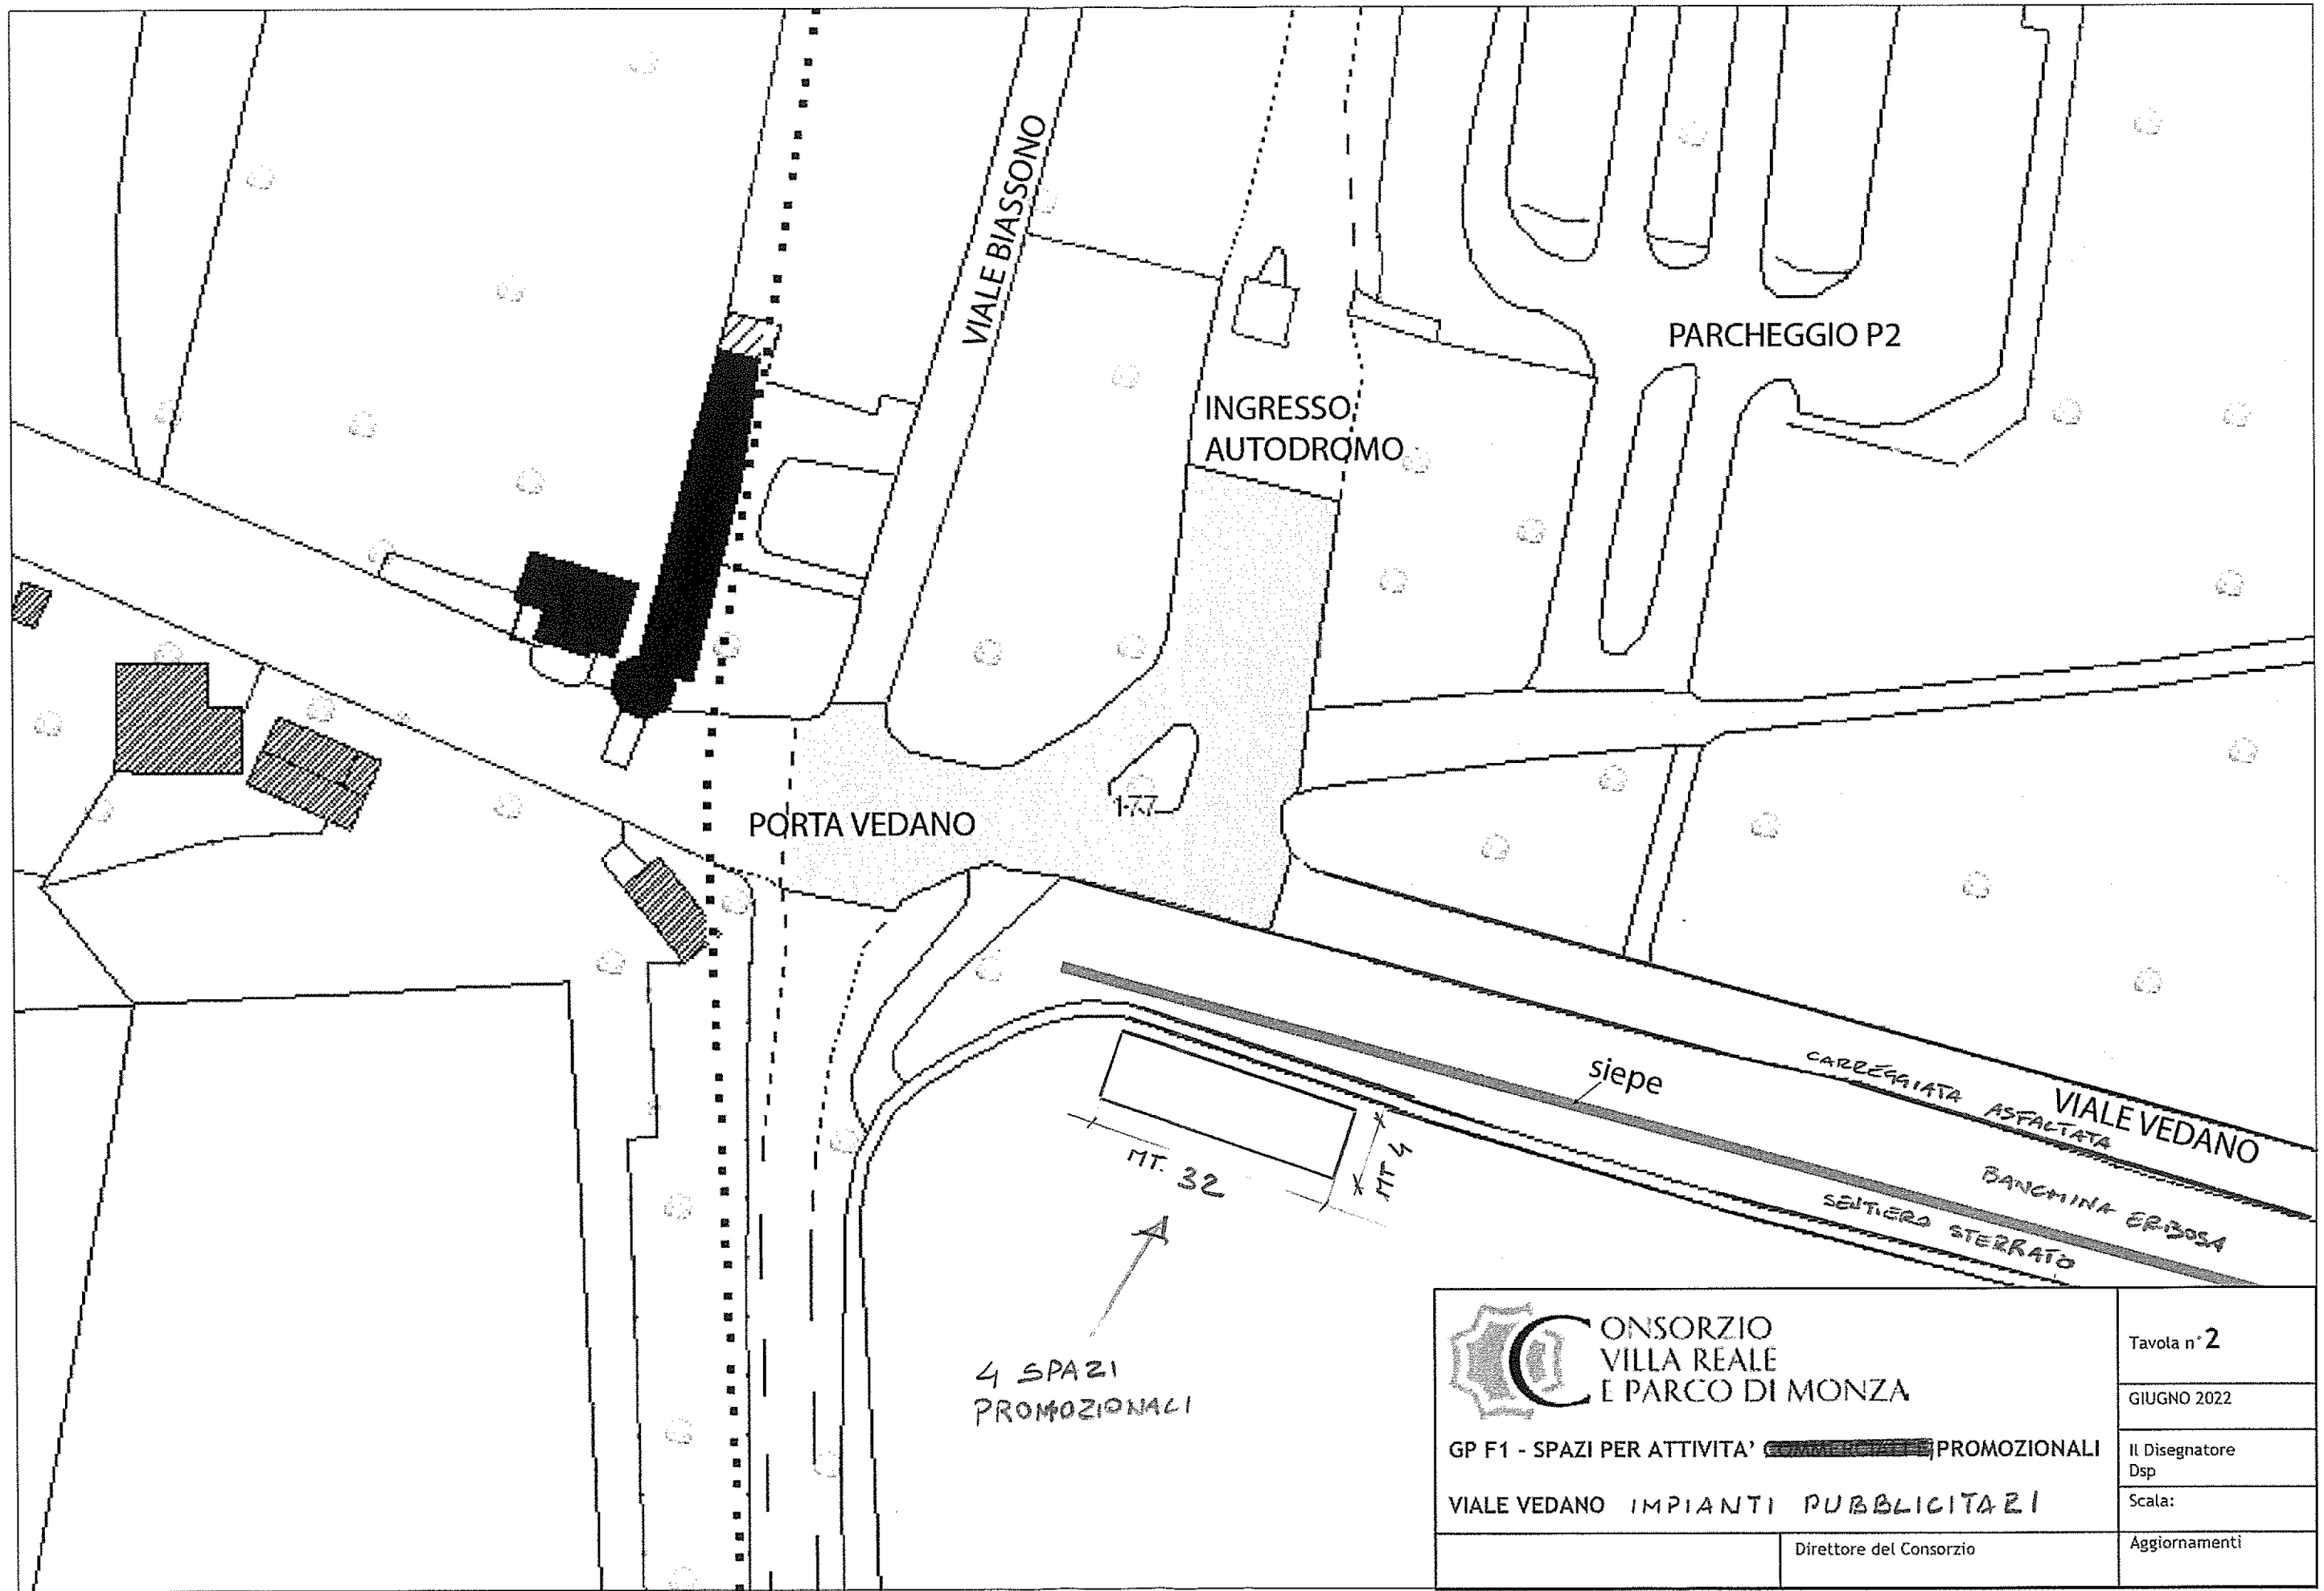 VIALE BIASSONO
PARCHEGGIO P2
INGRESSO
AUTODROMO
PORTA VEDANO
177
siepe
CARREGGIATA ASFALTATA
VIALE VEDANO
BANCHINA ERBOSA
SENTIERO STERRATO
MT. 32
MT 4
4 SPAZI
PROMOZIONALI
CONSORZIO
VILLA REALE
E PARCO DI MONZA
GP F1 - SPAZI PER ATTIVITA' PROMOZIONALI
VIALE VEDANO IMPIANTI PUBBLICITARI
Tavola n° 2
GIUGNO 2022
Il Disegnatore
Dsp
Scala:
Aggiornamenti
Direttore del Consorzio